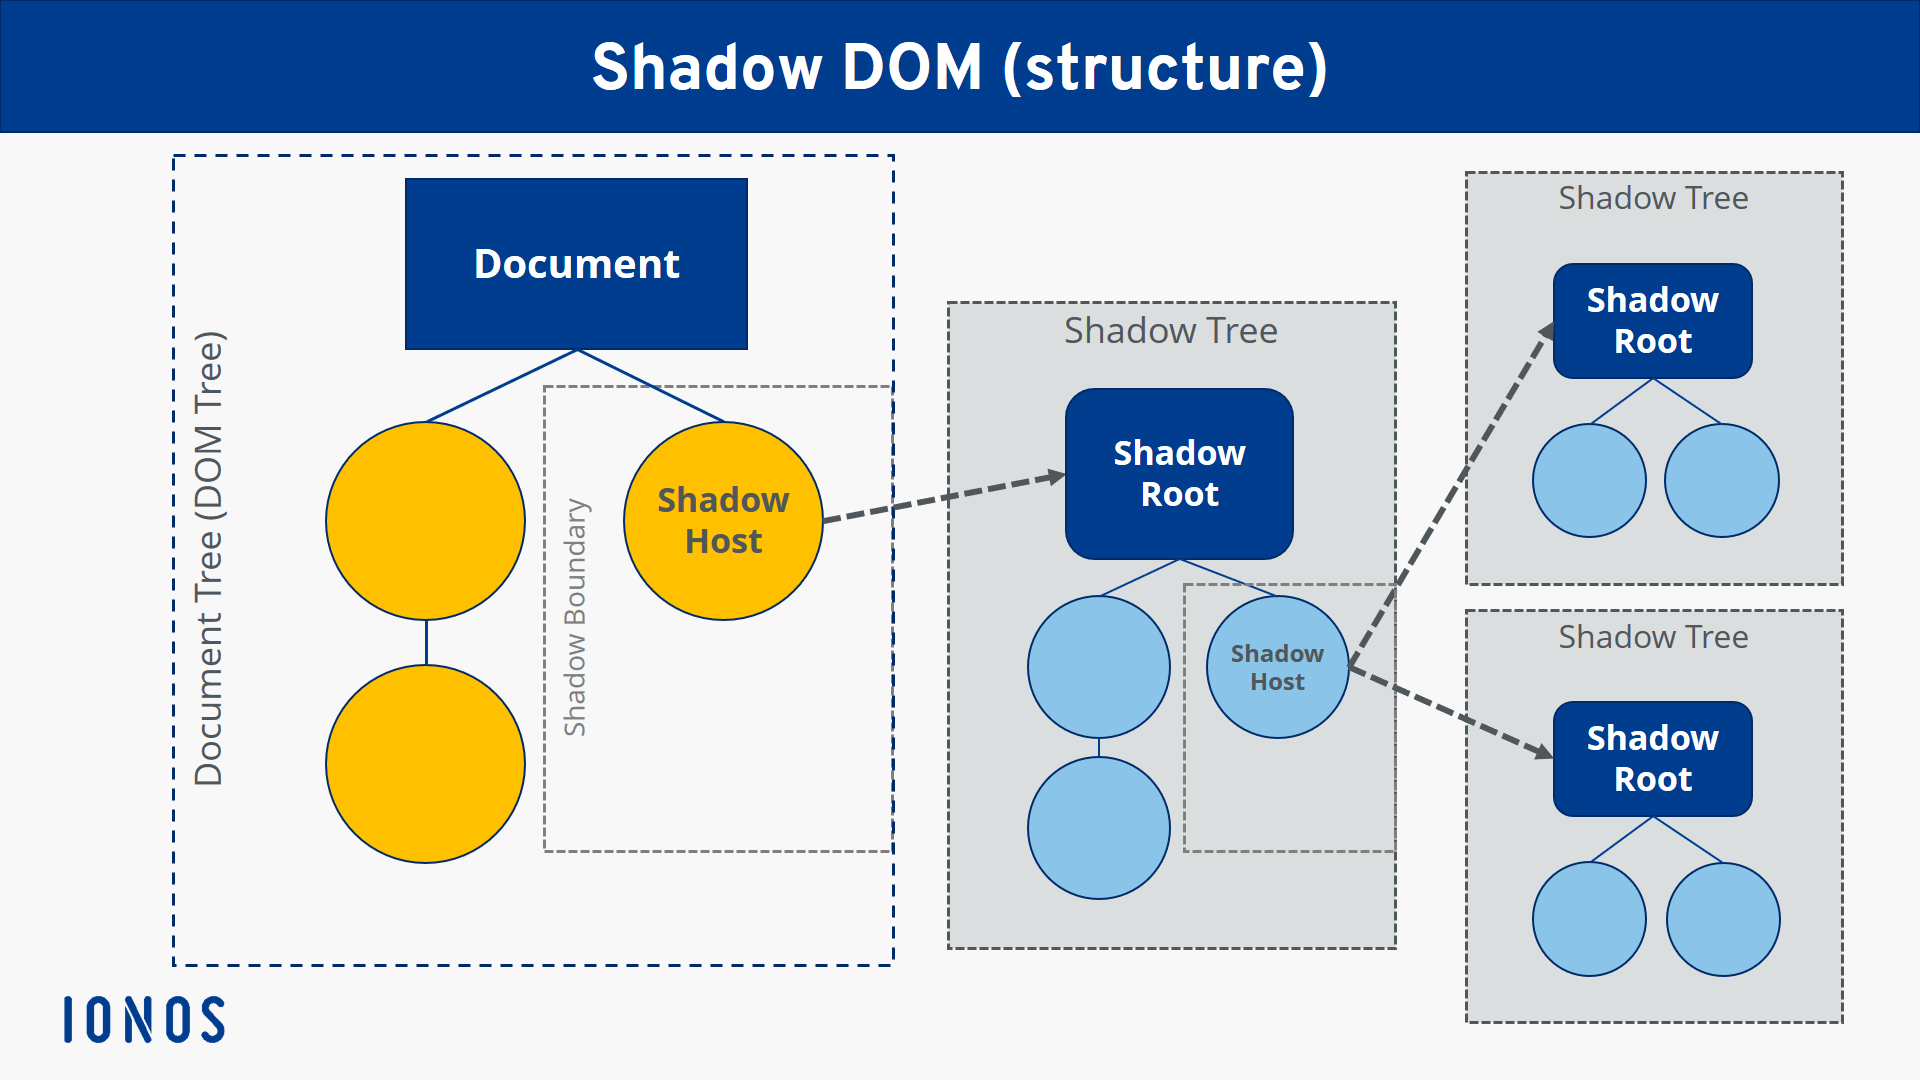 Shadow DOM (structure)
Document Tree (DOM Tree)
Document
Shadow Boundary
Shadow
Host
Shadow Tree
Shadow
Root
Shadow
Host
Shadow Tree
Shadow
Root
Shadow Tree
Shadow
Root
IONOS